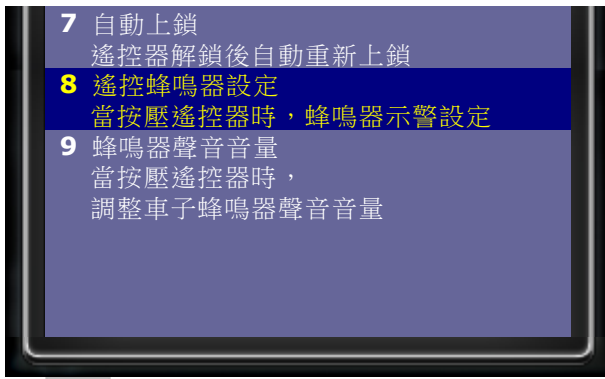 7 自動上鎖
遙控器解鎖後自動重新上鎖
8 遙控蜂鳴器設定
當按壓遙控器時，蜂鳴器示警設定
9 蜂鳴器聲音音量
當按壓遙控器時，
調整車子蜂鳴器聲音音量